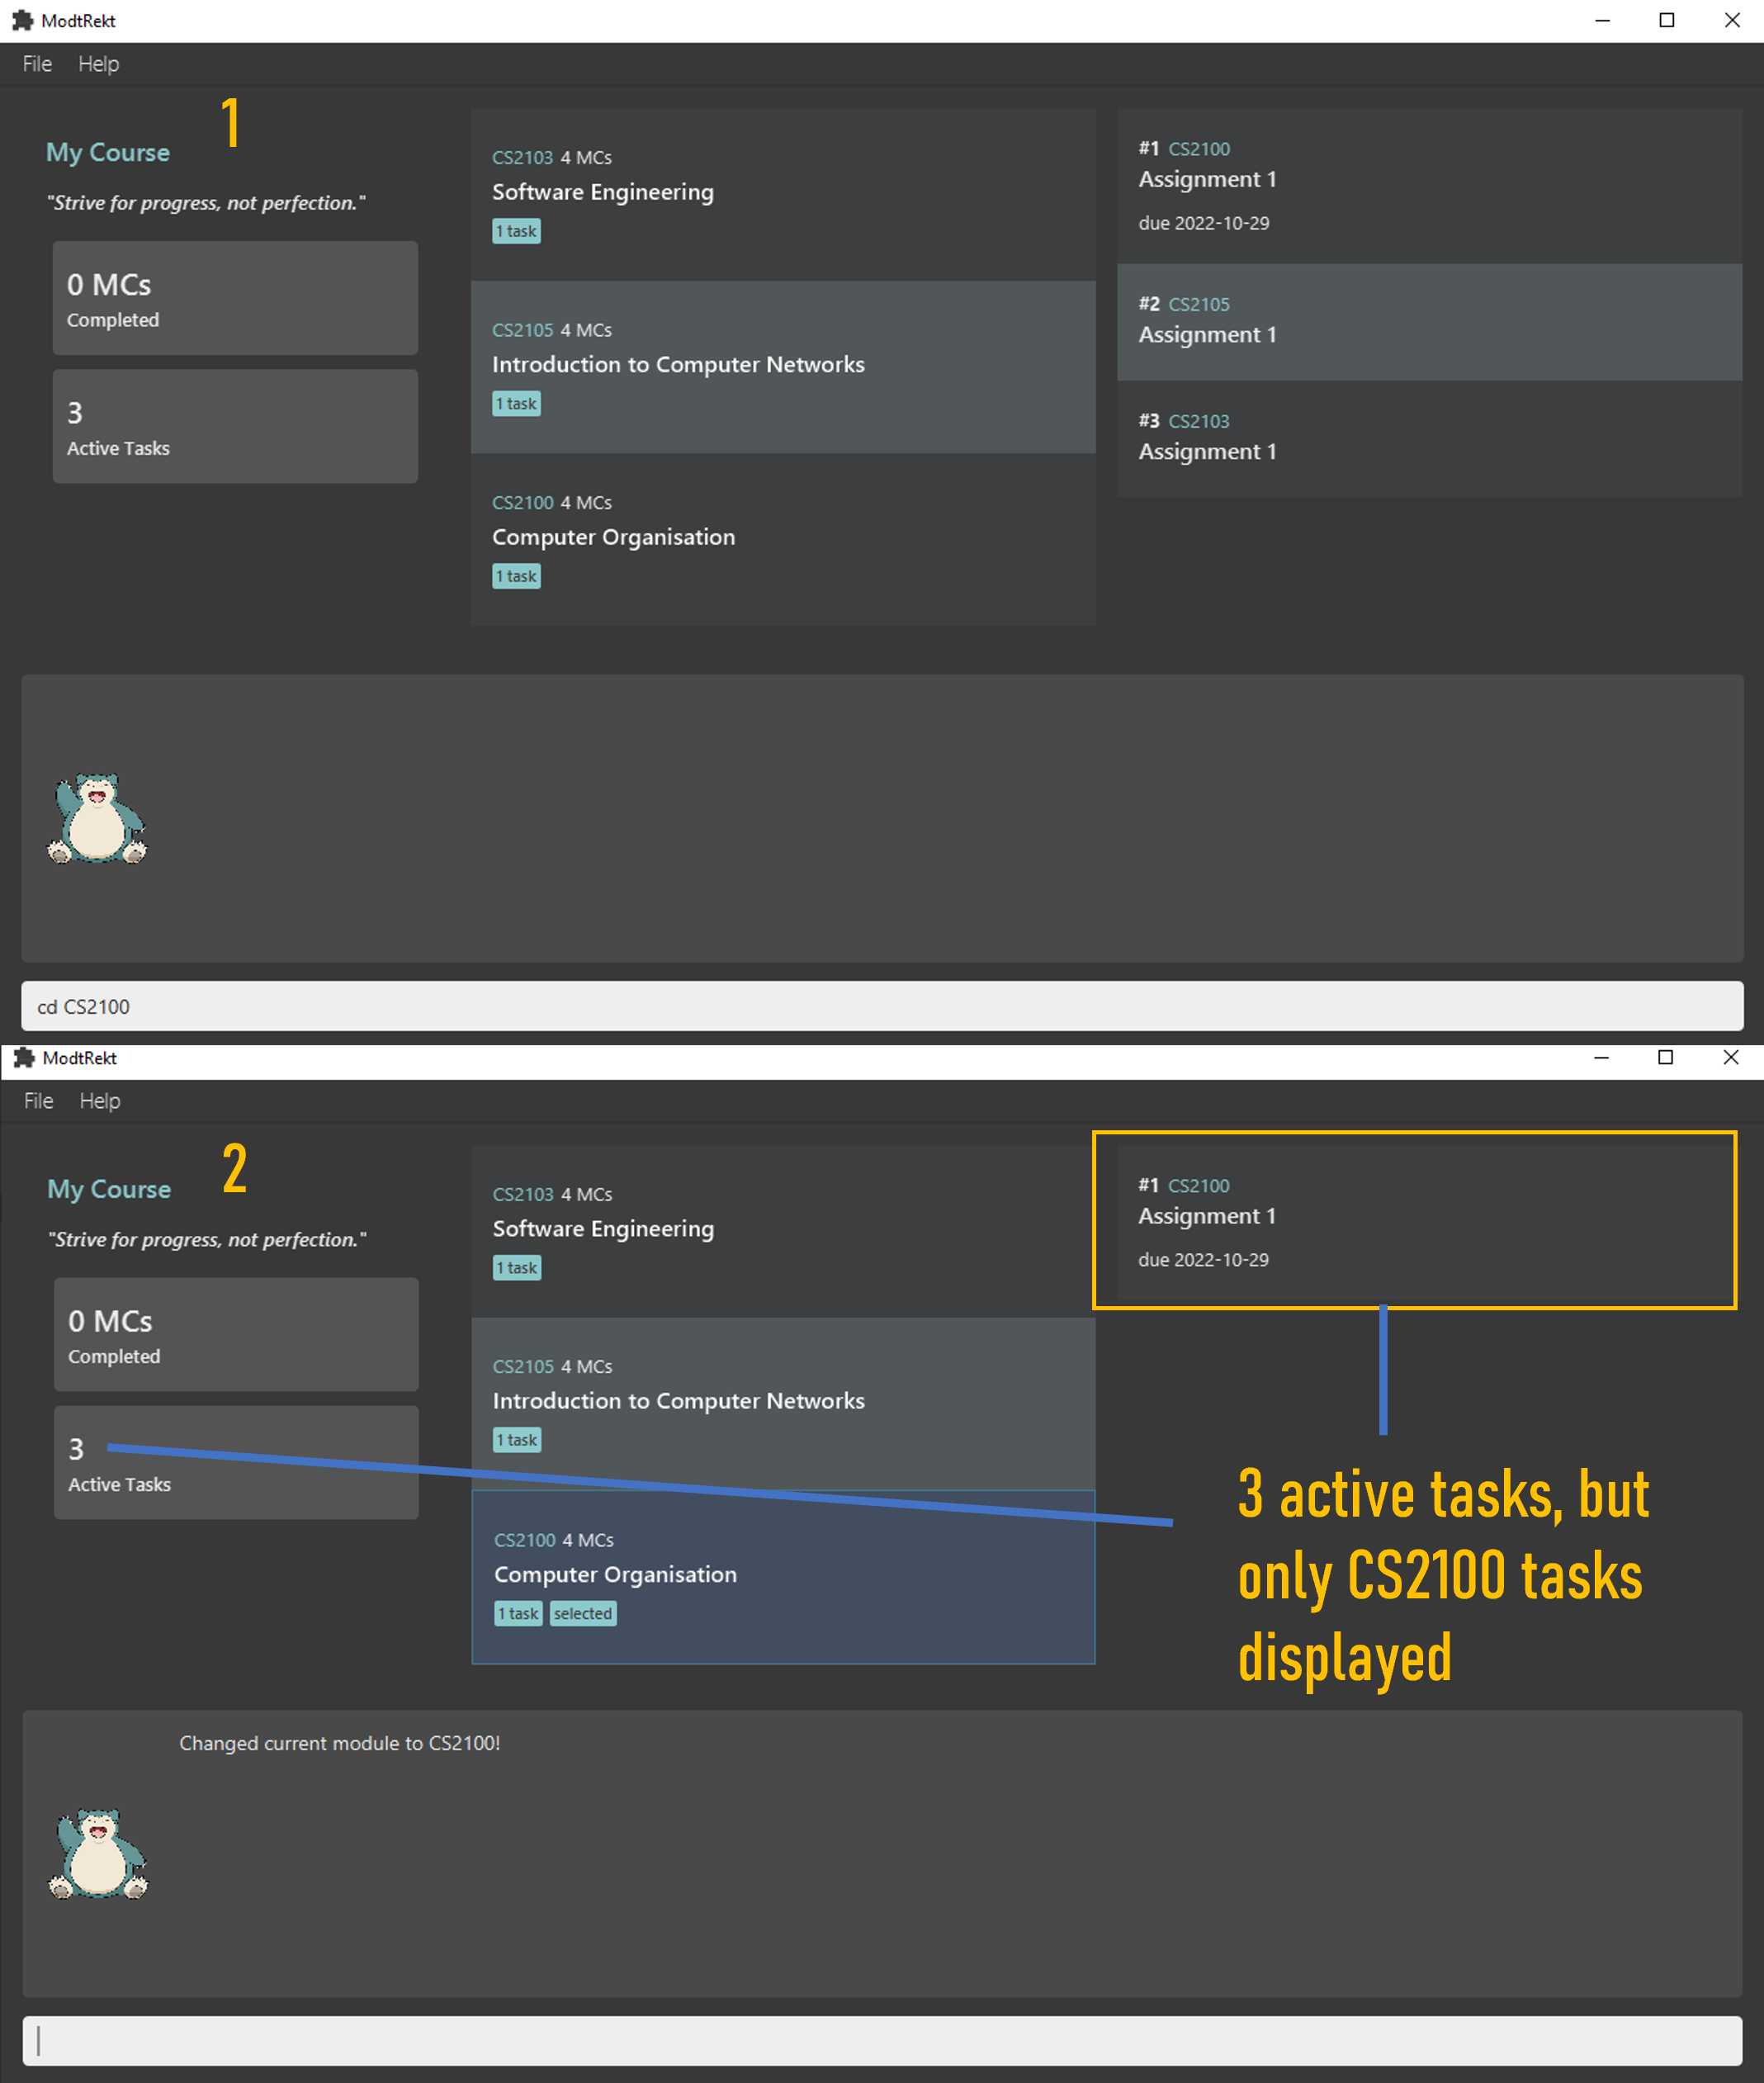 ModtRekt
File Help
1
My Course
"Strive for progress, not perfection."
0 MCs
Completed
3
Active Tasks
CS2103 4 MCs
Software Engineering
1 task
CS2105 4 MCs
Introduction to Computer Networks
1 task
CS2100 4 MCs
Computer Organisation
1 task
#1 CS2100
Assignment 1
due 2022-10-29
#2 CS2105
Assignment 1
#3 CS2103
Assignment 1
cd CS2100
ModtRekt
File Help
2
My Course
"Strive for progress, not perfection."
0 MCs
Completed
3
Active Tasks
CS2103 4 MCs
Software Engineering
1 task
CS2105 4 MCs
Introduction to Computer Networks
1 task
CS2100 4 MCs
Computer Organisation
1 task selected
#1 CS2100
Assignment 1
due 2022-10-29
3 active tasks, but
only CS2100 tasks
displayed
Changed current module to CS2100!